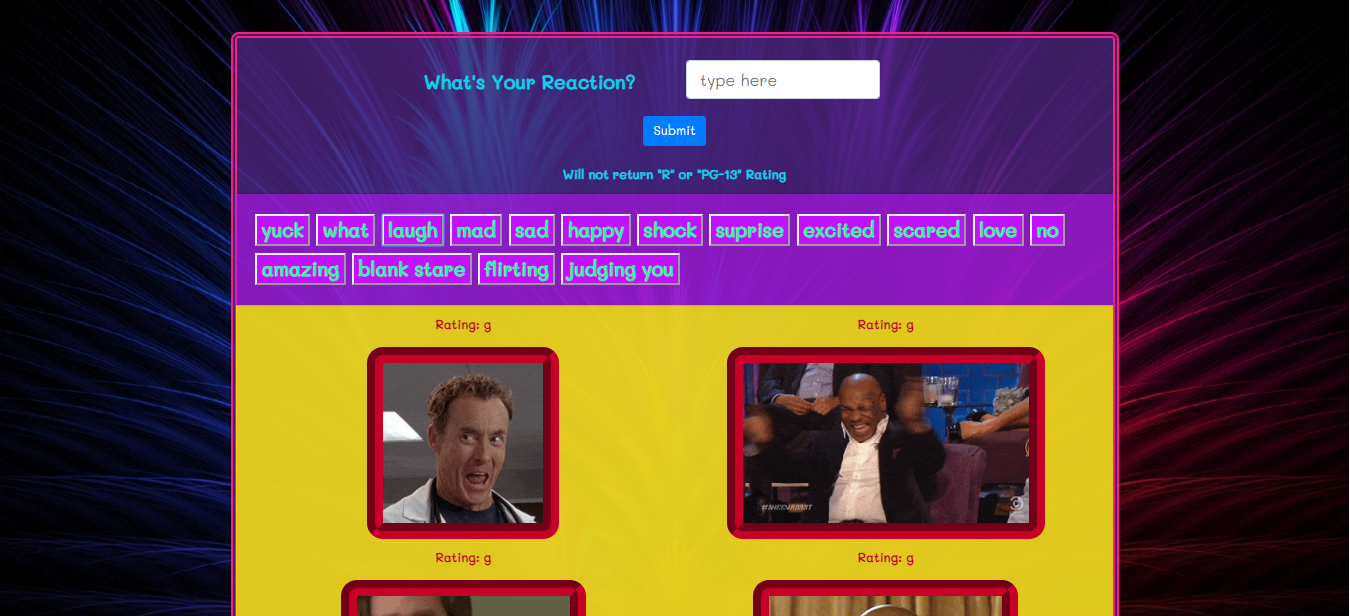 What's Your Reaction? type here
Submit
Will not return "R" or "PG-13" Rating
yuck what laugh mad sad happy shock suprise excited scared love no
amazing blank stare flirting judging you
Rating: g Rating: g
Rating: g Rating: g